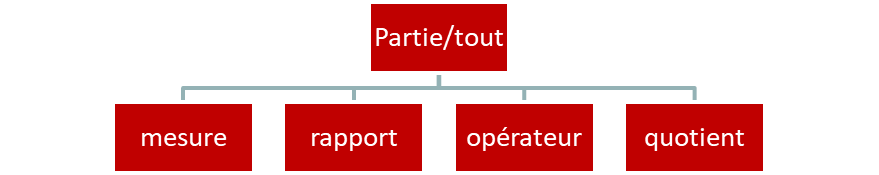 Partie/tout
mesure
rapport
opérateur
quotient